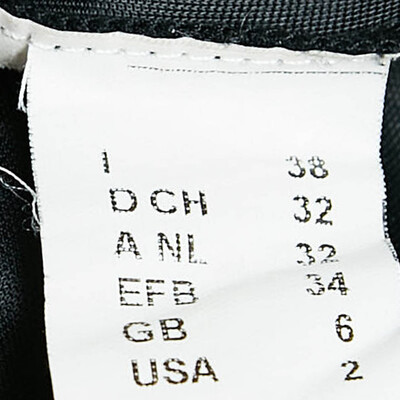 I 38
D CH 32
A NL 32
EFB 34
GB 6
USA 2